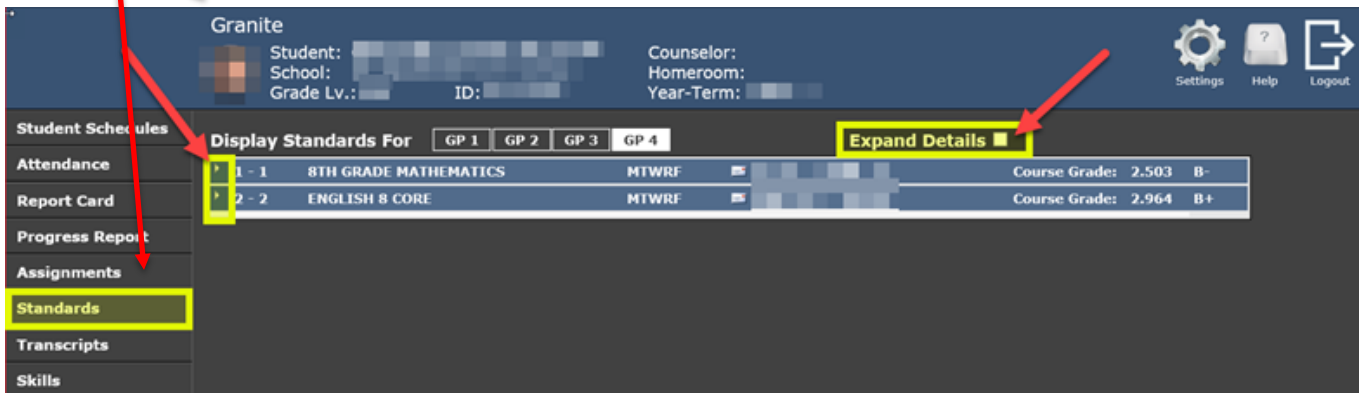 Granite
Student:
School:
Grade Lv.: ID:
Counselor:
Homeroom:
Year-Term:
?
Settings Help Logout
Student Schedules
Attendance
Report Card
Progress Report
Assignments
Standards
Transcripts
Skills
Display Standards For GP 1 GP 2 GP 3 GP 4 Expand Details
1 - 1 8TH GRADE MATHEMATICS MTWRF Course Grade: 2.503 B-
2 - 2 ENGLISH 8 CORE MTWRF Course Grade: 2.964 B+